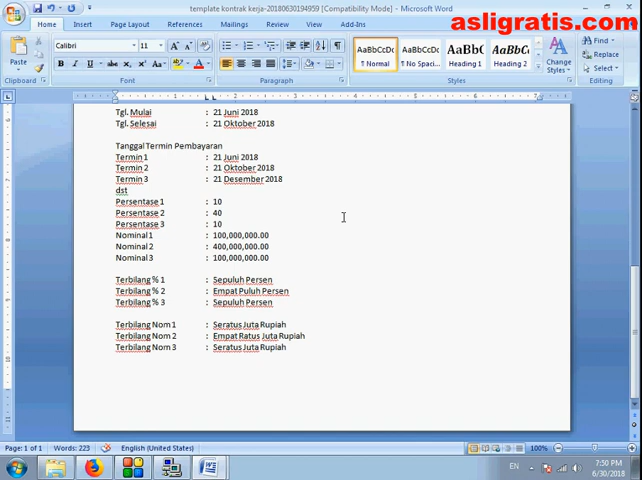 template kontrak kerja-20180630194959 [Compatibility Mode] - Microsoft Word
asligratis.com
Home Insert Page Layout References Mailings Review View Add-Ins
Paste
Clipboard
Calibri 11
Font
Paragraph
AaBbCcDc AaBbCcDc AaBbCc AaBbCc
¶ Normal ¶ No Spaci... Heading 1 Heading 2
Change Styles
Styles
Find
Replace
Select
Editing
Tgl. Mulai : 21 Juni 2018
Tgl. Selesai : 21 Oktober 2018
Tanggal Termin Pembayaran
Termin 1 : 21 Juni 2018
Termin 2 : 21 Oktober 2018
Termin 3 : 21 Desember 2018
dst
Persentase 1 : 10
Persentase 2 : 40
Persentase 3 : 10
Nominal 1 : 100,000,000.00
Nominal 2 : 400,000,000.00
Nominal 3 : 100,000,000.00
Terbilang % 1 : Sepuluh Persen
Terbilang % 2 : Empat Puluh Persen
Terbilang % 3 : Sepuluh Persen
Terbilang Nom 1 : Seratus Juta Rupiah
Terbilang Nom 2 : Empat Ratus Juta Rupiah
Terbilang Nom 3 : Seratus Juta Rupiah
Page: 1 of 1 Words: 223 English (United States) 100%
EN 7:50 PM
6/30/2018